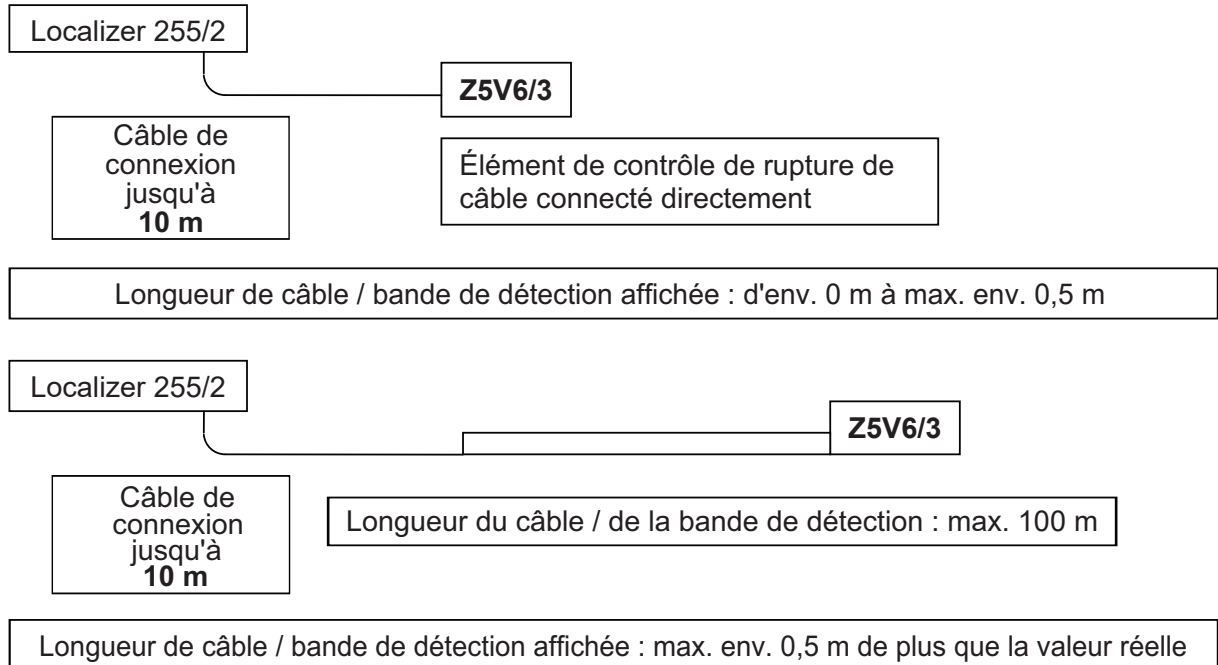 Localizer 255/2
Z5V6/3
Câble de
connexion
jusqu'à
10 m
Élément de contrôle de rupture de
câble connecté directement
Longueur de câble / bande de détection affichée : d'env. 0 m à max. env. 0,5 m
Localizer 255/2
Z5V6/3
Câble de
connexion
jusqu'à
10 m
Longueur du câble / de la bande de détection : max. 100 m
Longueur de câble / bande de détection affichée : max. env. 0,5 m de plus que la valeur réelle